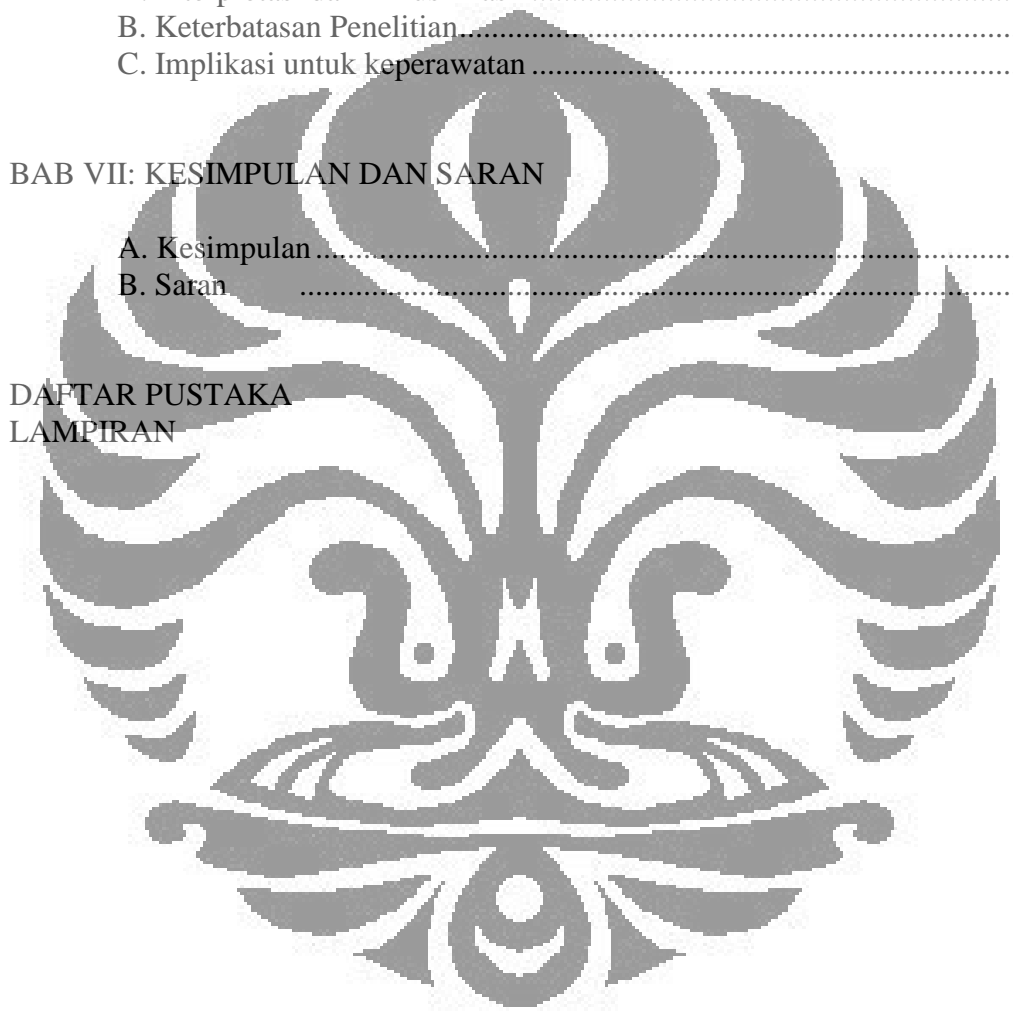 B. Keterbatasan Penelitian...........................................................................
C. Implikasi untuk keperawatan ............................................................
BAB VII: KESIMPULAN DAN SARAN
A. Kesimpulan.......................................................................................
B. Saran .........................................................................................
DAFTAR PUSTAKA
LAMPIRAN